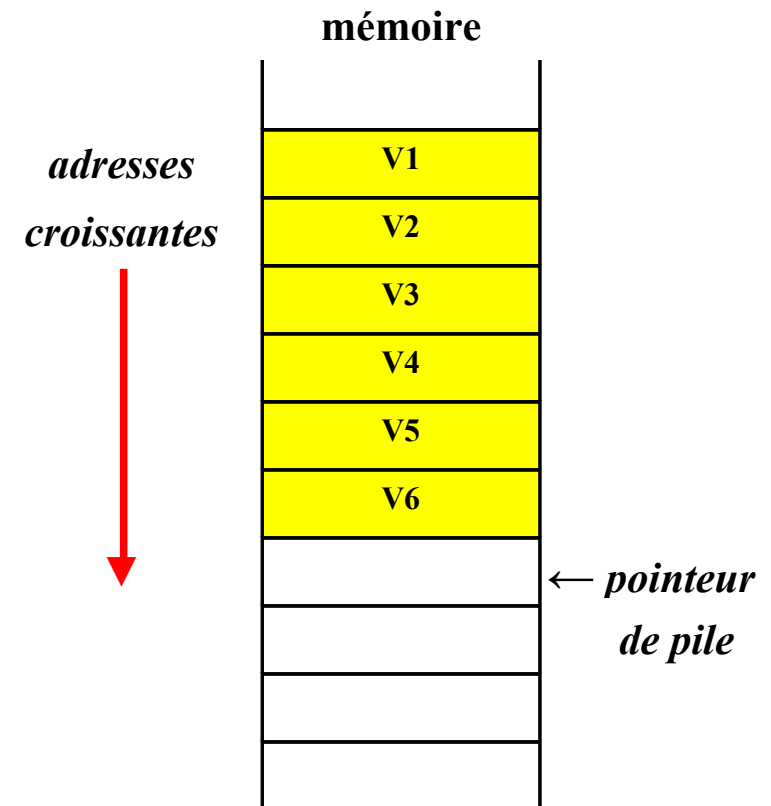 mémoire
adresses
croissantes
V1
V2
V3
V4
V5
V6
← pointeur
de pile